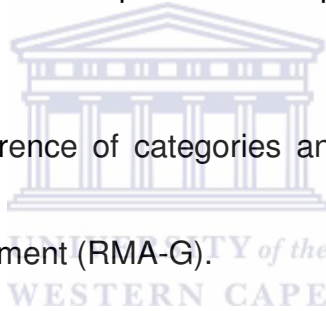 rence of categories an
UNIVERSITY of the
ment (RMA-G).
WESTERN CAPE